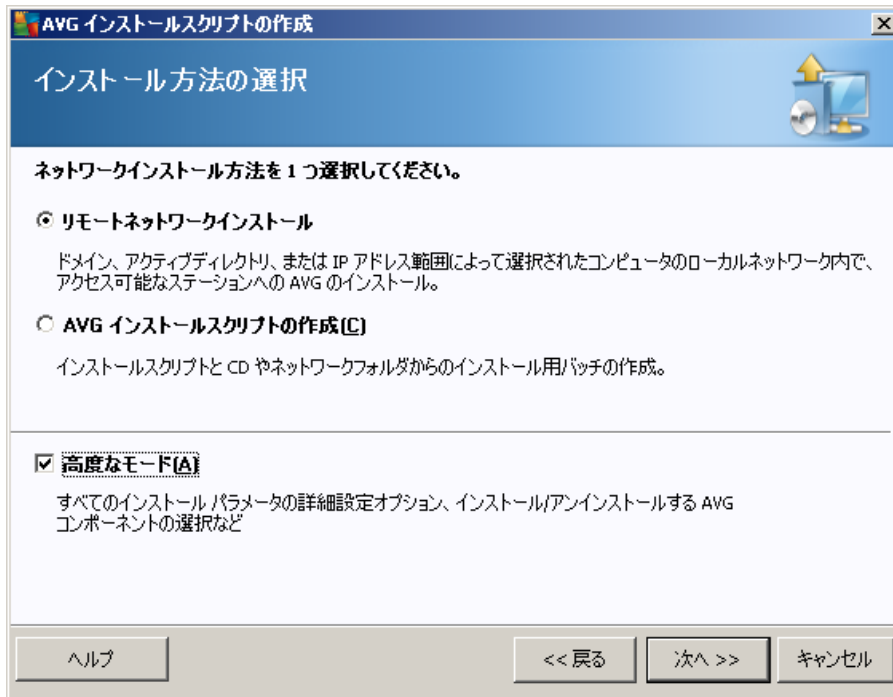 AVG インストールスクリプトの作成
インストール方法の選択
ネットワークインストール方法を1つ選択してください。
リモートネットワークインストール
ドメイン、アクティブディレクトリ、または IP アドレス範囲によって選択されたコンピュータのローカルネットワーク内で、
アクセス可能なステーションへの AVG のインストール。
AVG インストールスクリプトの作成(C)
インストールスクリプトと CD やネットワークフォルダからのインストール用バッチの作成。
高度なモード(A)
すべてのインストール パラメータの詳細設定オプション、インストール/アンインストールする AVG
コンポーネントの選択など
ヘルプ
<< 戻る
次へ >>
キャンセル